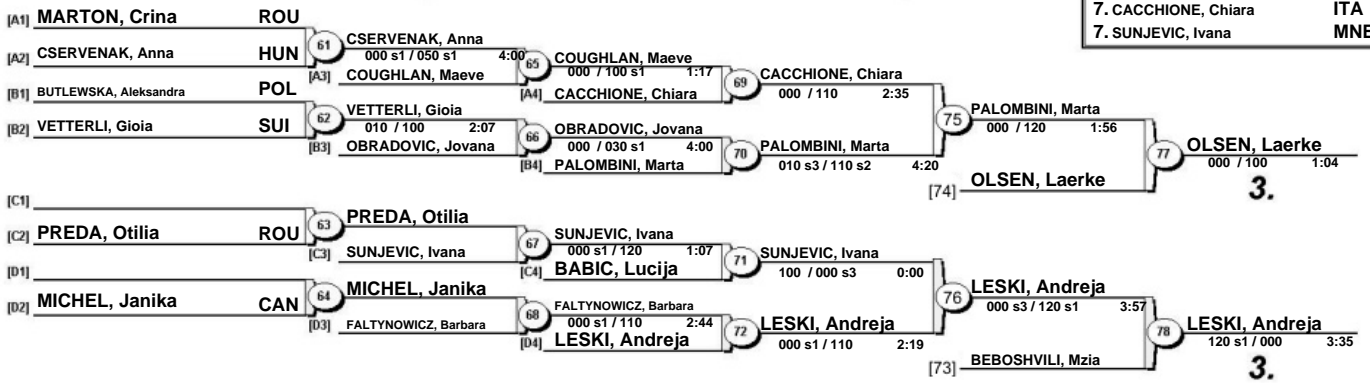 7. CACCHIONE, Chiara ITA
7. SUNJEVIC, Ivana MNE
[A1] MARTON, Crina ROU
61 CSERVENAK, Anna
000 s1 / 050 s1 4:00
[A2] CSERVENAK, Anna HUN
[A3] COUGHLAN, Maeve
65 COUGHLAN, Maeve
000 / 100 s1 1:17
[A4] CACCHIONE, Chiara
69 CACCHIONE, Chiara
000 / 110 2:35
[B1] BUTLEWSKA, Aleksandra POL
62 VETTERLI, Gioia
010 / 100 2:07
[B2] VETTERLI, Gioia SUI
[B3] OBRADOVIC, Jovana
66 OBRADOVIC, Jovana
000 / 030 s1 4:00
[B4] PALOMBINI, Marta
70 PALOMBINI, Marta
010 s3 / 110 s2 4:20
75 PALOMBINI, Marta
000 / 120 1:56
[74] OLSEN, Laerke
77 OLSEN, Laerke
000 / 100 1:04
3.
[C1]
63 PREDA, Otilia
[C2] PREDA, Otilia ROU
[C3] SUNJEVIC, Ivana
67 SUNJEVIC, Ivana
000 s1 / 120 1:07
[C4] BABIC, Lucija
71 SUNJEVIC, Ivana
100 / 000 s3 0:00
[D1]
64 MICHEL, Janika
[D2] MICHEL, Janika CAN
[D3] FALTYNOWICZ, Barbara
68 FALTYNOWICZ, Barbara
000 s1 / 110 2:44
[D4] LESKI, Andreja
72 LESKI, Andreja
000 s1 / 110 2:19
76 LESKI, Andreja
000 s3 / 120 s1 3:57
[73] BEBOSHVILI, Mzia
78 LESKI, Andreja
120 s1 / 000 3:35
3.